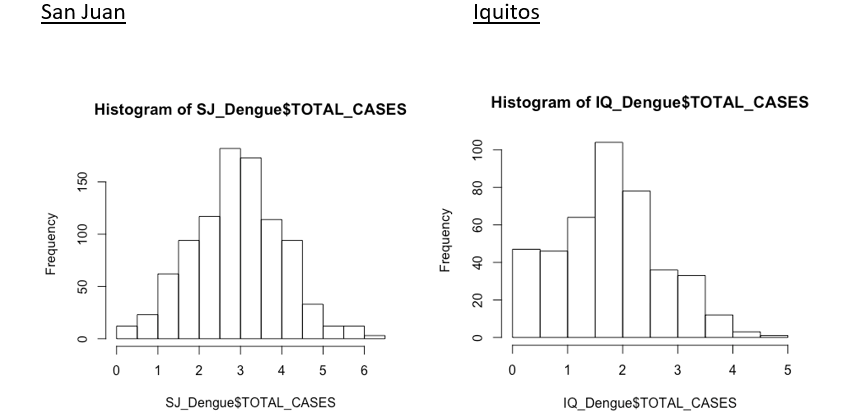 San Juan
Iquitos
Histogram of SJ_Dengue$TOTAL_CASES
Frequency
150
100
50
0
0 1 2 3 4 5 6
SJ_Dengue$TOTAL_CASES
Histogram of IQ_Dengue$TOTAL_CASES
Frequency
100
80
60
40
20
0
0 1 2 3 4 5
IQ_Dengue$TOTAL_CASES